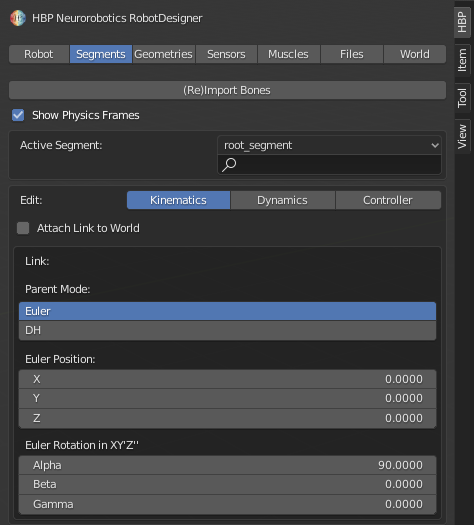 HBP Neurorobotics RobotDesigner
Robot Segments Geometries Sensors Muscles Files World
(Re)Import Bones
Show Physics Frames
Active Segment: root_segment
Edit: Kinematics Dynamics Controller
Attach Link to World
Link:
Parent Mode:
Euler
DH
Euler Position:
X 0.0000
Y 0.0000
Z 0.0000
Euler Rotation in XY'Z''
Alpha 90.0000
Beta 0.0000
Gamma 0.0000
HBP
Item
Tool
View